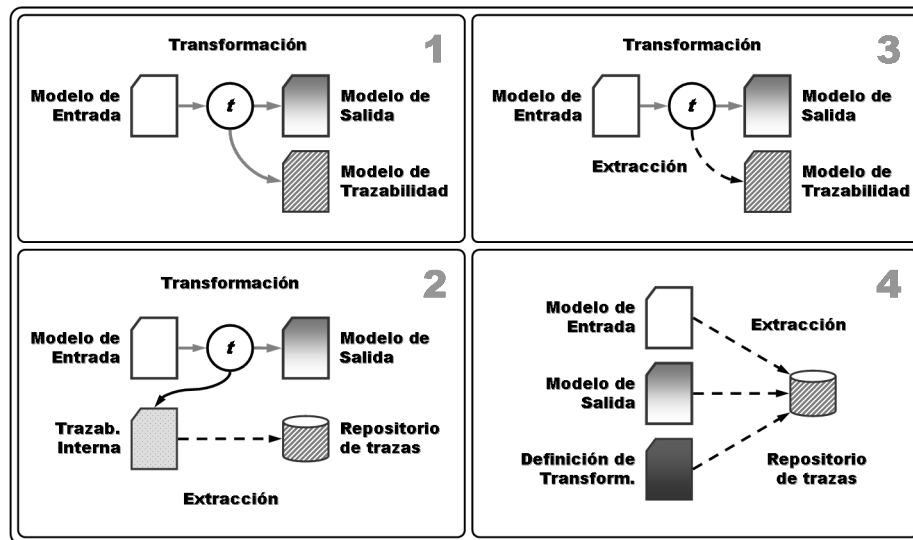 Transformación
1
Modelo de
Entrada
t
Modelo de
Salida
Modelo de
Trazabilidad
Transformación
3
Modelo de
Entrada
t
Modelo de
Salida
Extracción
Modelo de
Trazabilidad
Transformación
2
Modelo de
Entrada
t
Modelo de
Salida
Trazab.
Interna
Repositorio
de trazas
Extracción
4
Modelo de
Entrada
Extracción
Modelo de
Salida
Definición de
Transform.
Repositorio
de trazas